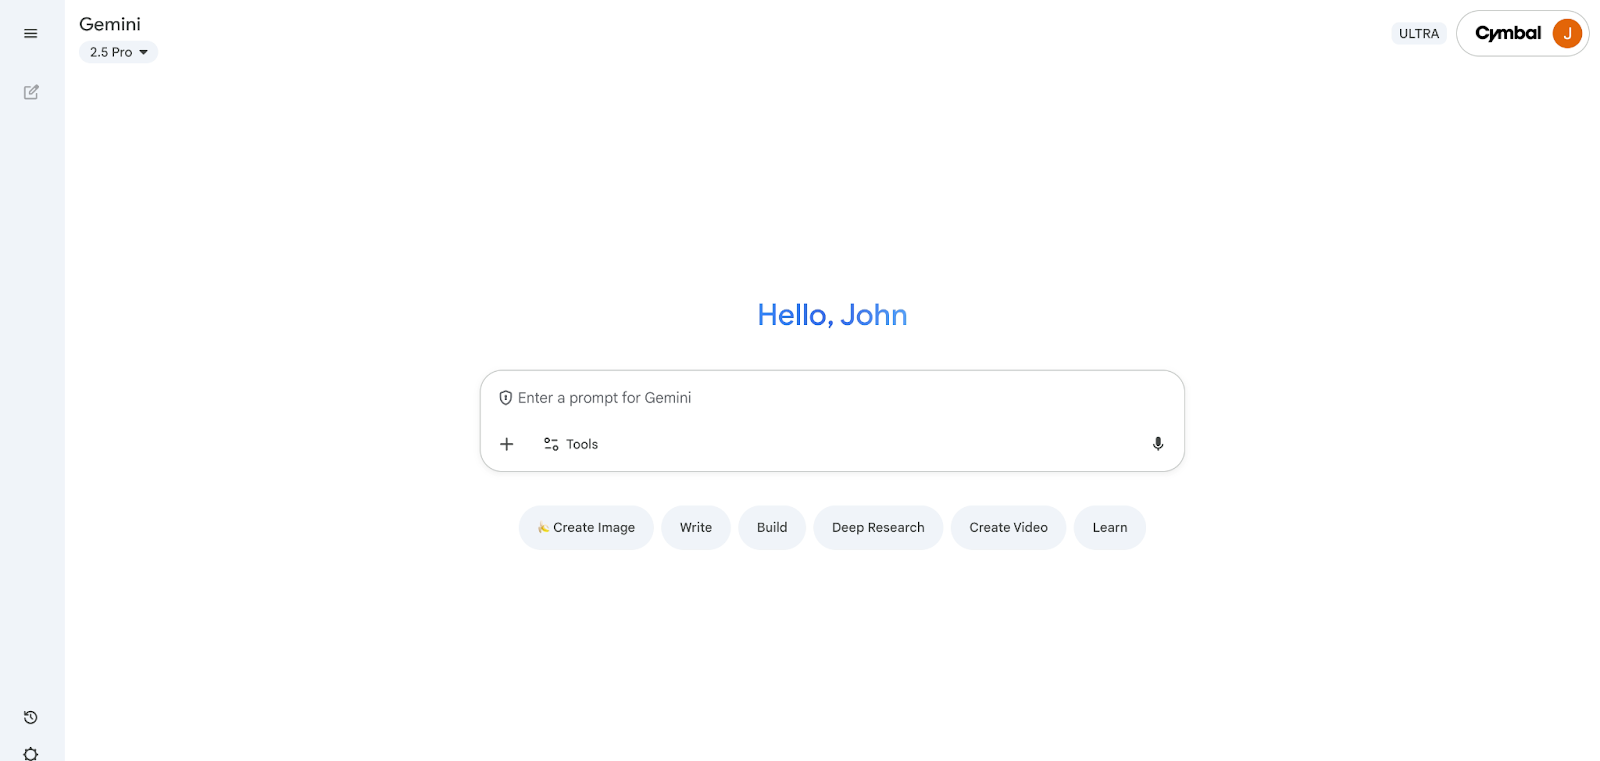 Gemini
2.5 Pro
ULTRA
Cymbal
J
Hello, John
Enter a prompt for Gemini
Tools
Create Image
Write
Build
Deep Research
Create Video
Learn